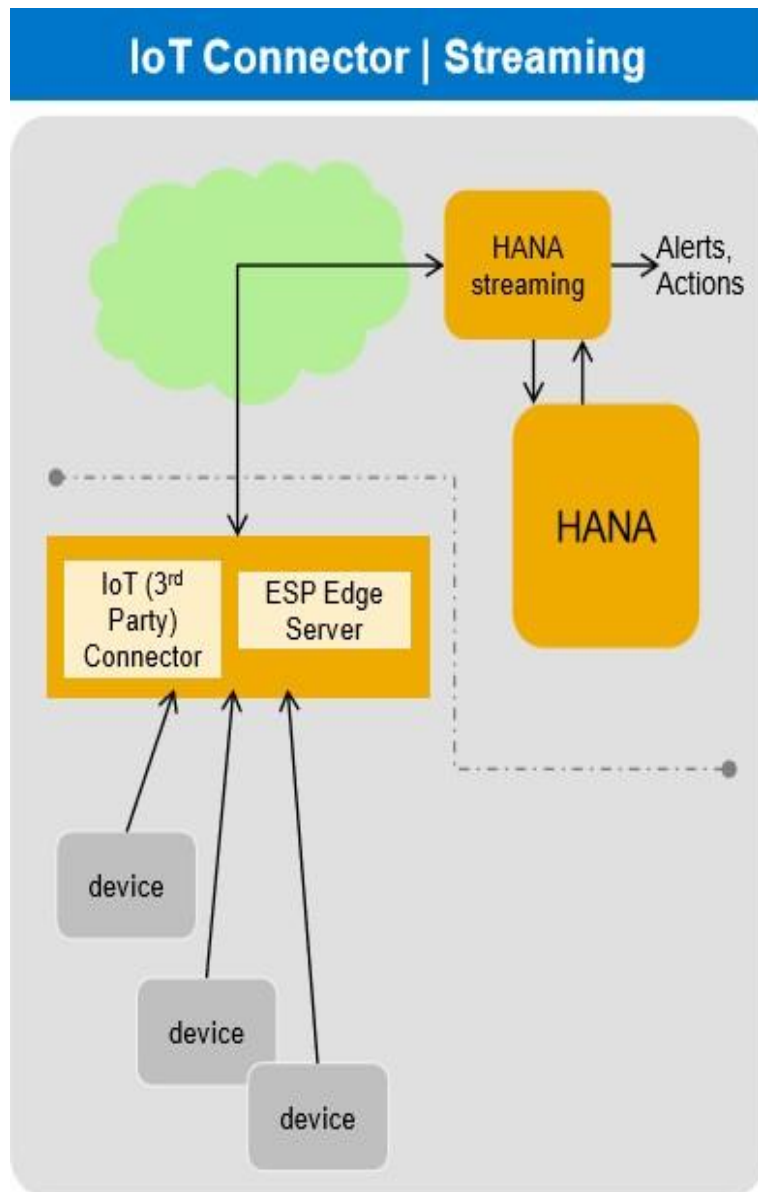 IoT Connector | Streaming
HANA
streaming
Alerts,
Actions
HANA
IoT (3rd
Party)
Connector
ESP Edge
Server
device
device
device